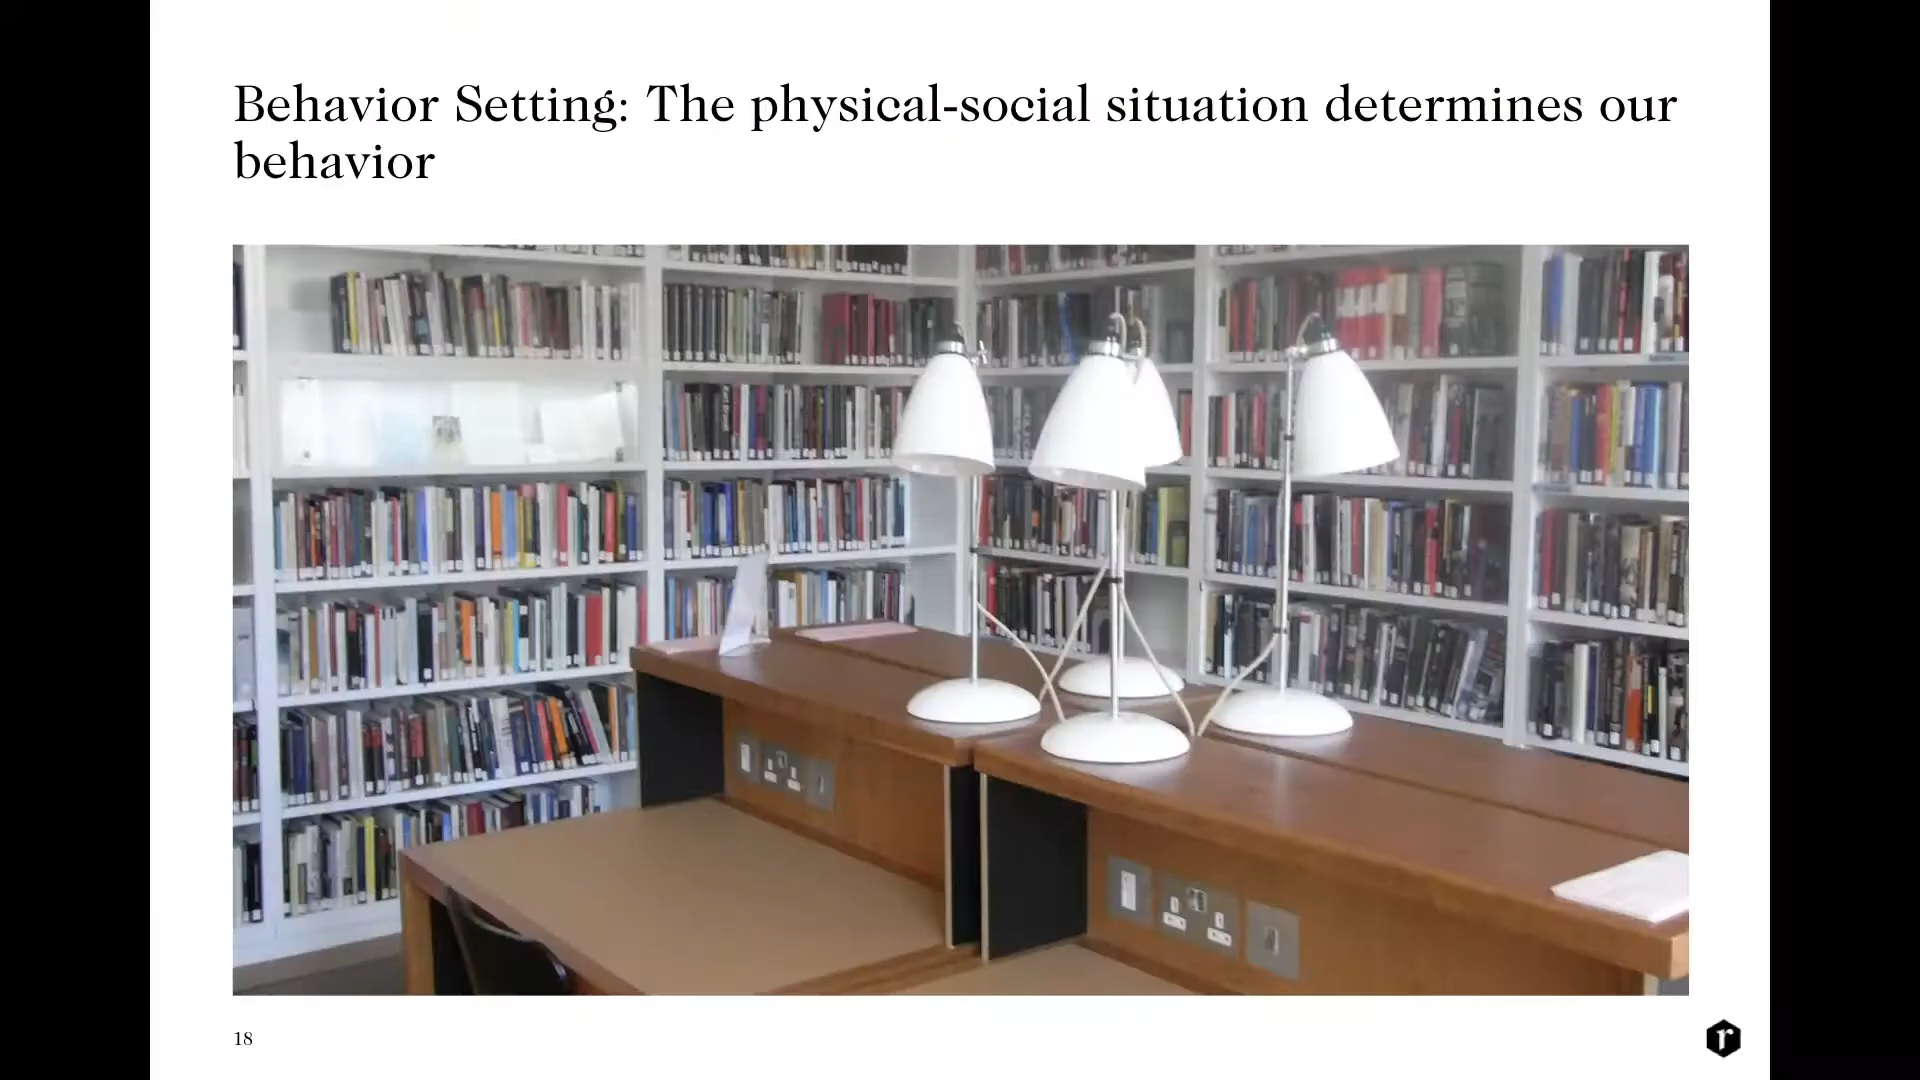 Behavior Setting: The physical-social situation determines our
behavior
18
r